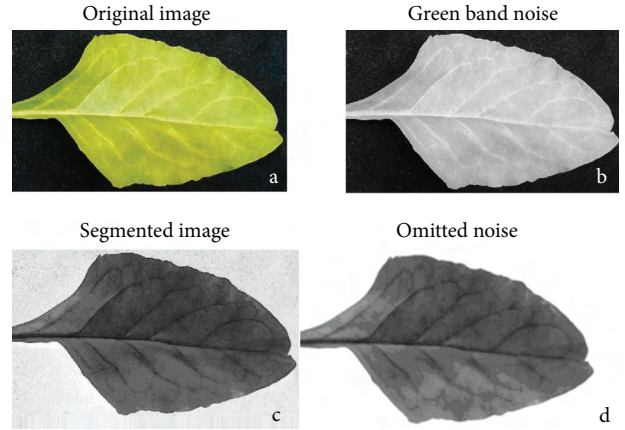 Original image
Green band noise
a
b
Segmented image
Omitted noise
c
d